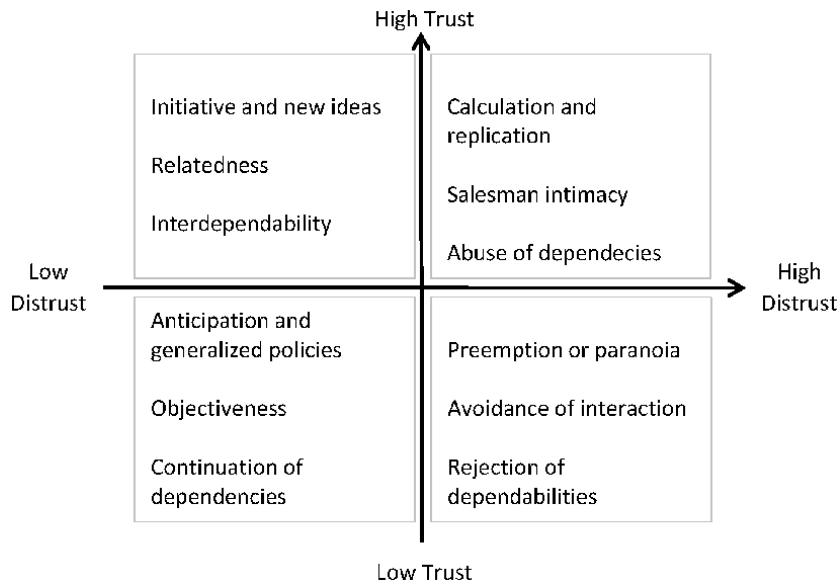 High Trust
Initiative and new ideas
Relatedness
Interdependability
Calculation and
replication
Salesman intimacy
Abuse of dependecies
Low
Distrust
High
Distrust
Anticipation and
generalized policies
Objectiveness
Continuation of
dependencies
Preemption or paranoia
Avoidance of interaction
Rejection of
dependabilities
Low Trust